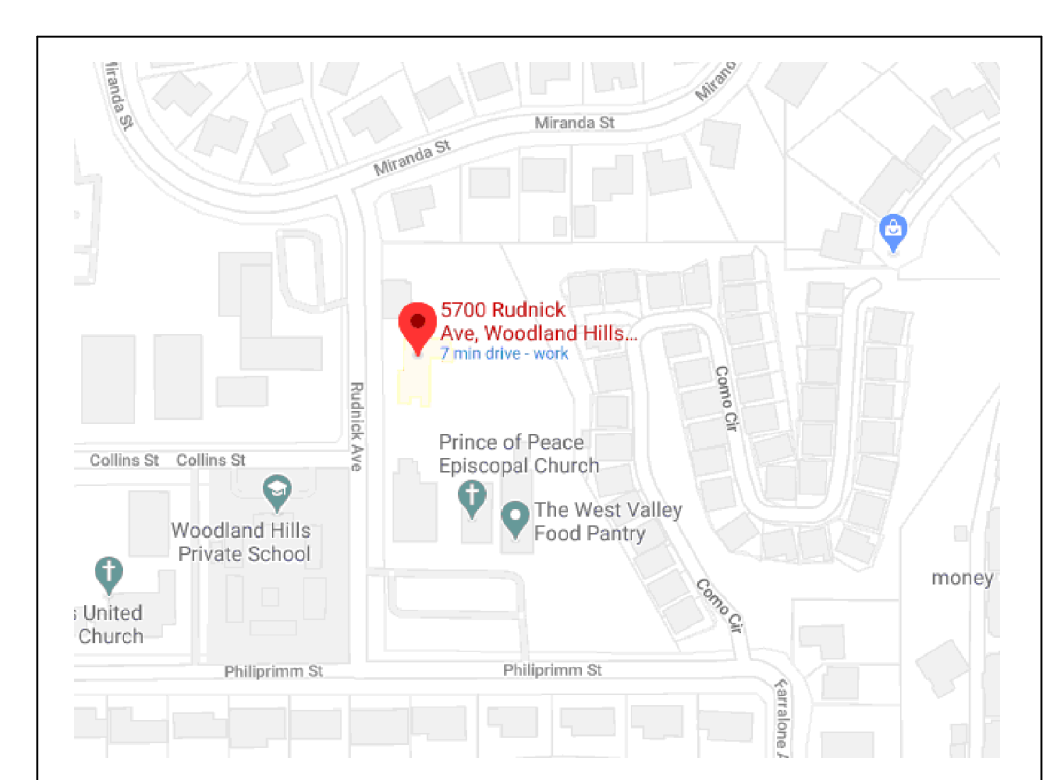 Miranda St
Mirand
Miranda St
Miranda St
5700 Rudnick
Ave, Woodland Hills...
7 min drive - work
Rudnick Ave
Como Cir
Prince of Peace
Episcopal Church
Collins St Collins St
The West Valley
Food Pantry
Woodland Hills
Private School
money
Como Cir
s United
Church
Philiprimm St
Philiprimm St
Farralone A